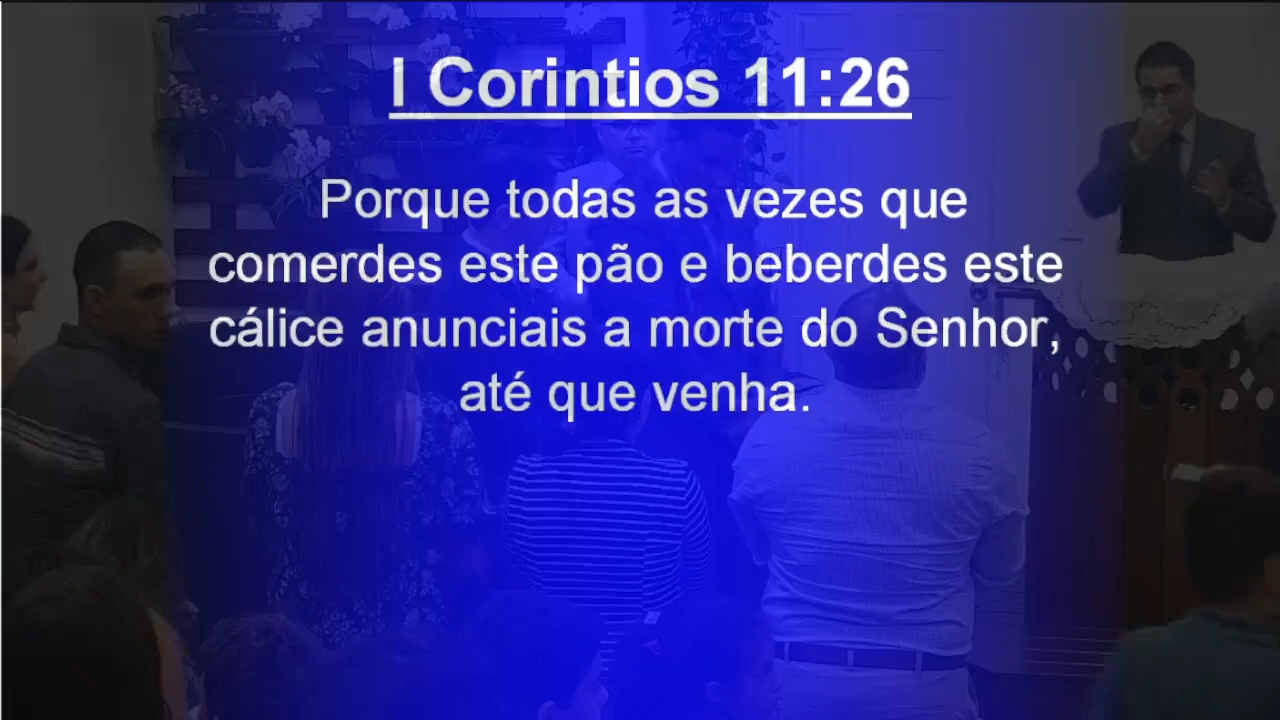 I Corintios 11:26
Porque todas as vezes que
comerdes este pão e beberdes este
cálice anunciais a morte do Senhor,
até que venha.